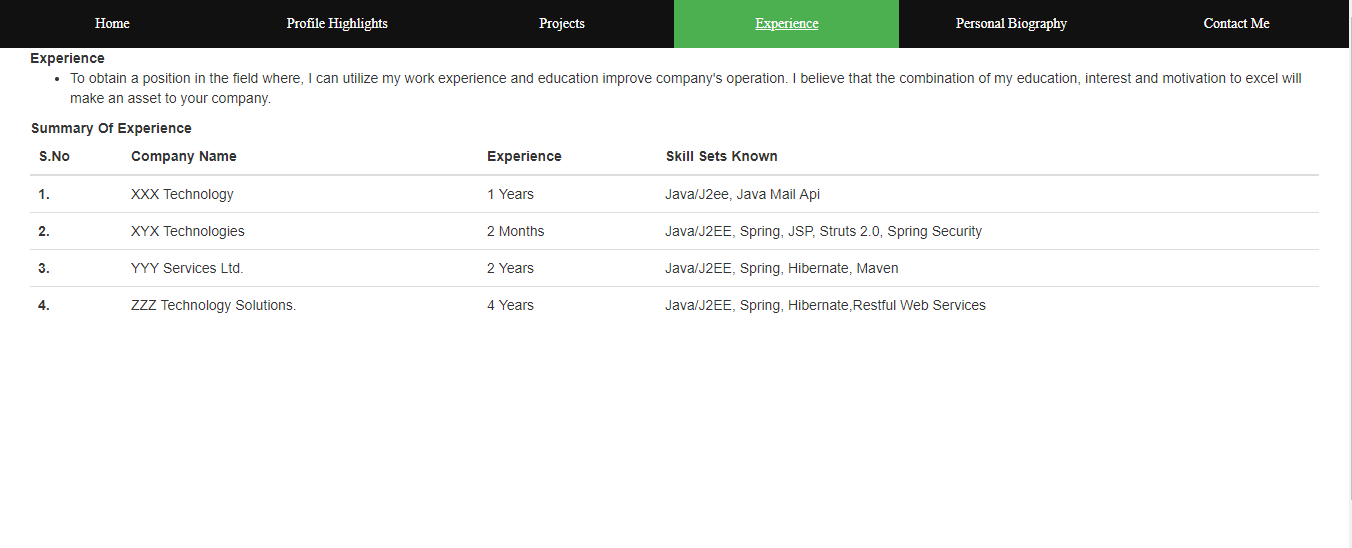 Home Profile Highlights Projects Experience Personal Biography Contact Me
Experience
• To obtain a position in the field where, I can utilize my work experience and education improve company's operation. I believe that the combination of my education, interest and motivation to excel will
make an asset to your company.
Summary Of Experience
S.No Company Name Experience Skill Sets Known
1. XXX Technology 1 Years Java/J2ee, Java Mail Api
2. XYX Technologies 2 Months Java/J2EE, Spring, JSP, Struts 2.0, Spring Security
3. YYY Services Ltd. 2 Years Java/J2EE, Spring, Hibernate, Maven
4. ZZZ Technology Solutions. 4 Years Java/J2EE, Spring, Hibernate,Restful Web Services